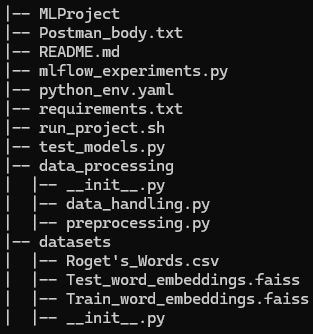 |-- MLProject
|-- Postman_body.txt
|-- README.md
|-- mlflow_experiments.py
|-- python_env.yaml
|-- requirements.txt
|-- run_project.sh
|-- test_models.py
|-- data_processing
|   |-- __init__.py
|   |-- data_handling.py
|   |-- preprocessing.py
|-- datasets
|   |-- Roget's_Words.csv
|   |-- Test_word_embeddings.faiss
|   |-- Train_word_embeddings.faiss
|   |-- __init__.py